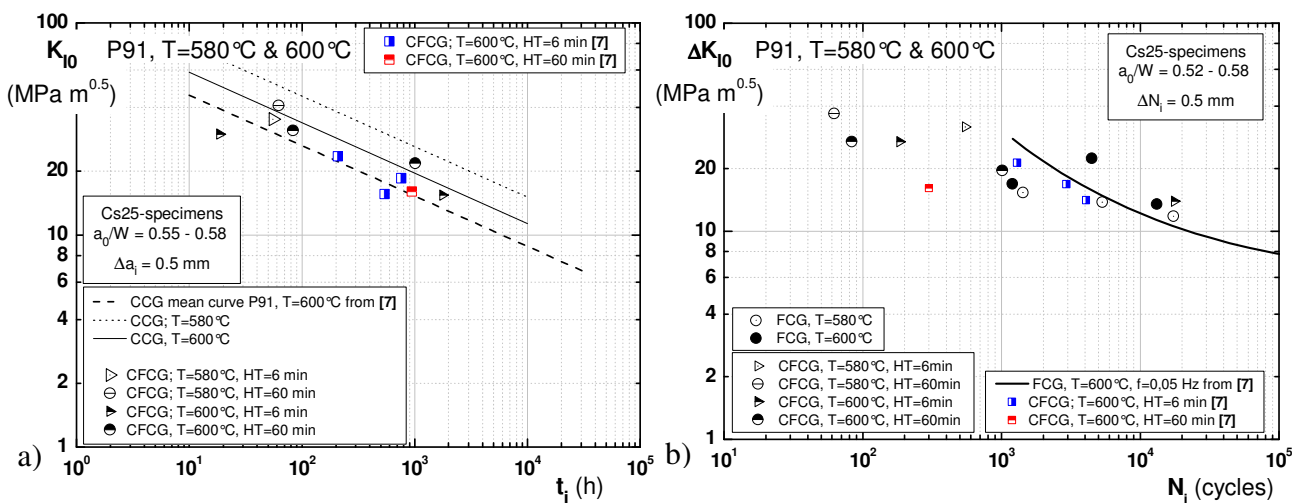 100
K_I0
(MPa m^0.5)
P91, T=580°C & 600°C
CFCG; T=600°C, HT=6 min [7]
CFCG, T=600°C, HT=60 min [7]
20
10
8
6
4
2
1
Cs25-specimens
a_0/W = 0.55 - 0.58
Δa_i = 0.5 mm
CCG mean curve P91, T=600°C from [7]
CCG; T=580°C
CCG, T=600°C
CFCG; T=580°C, HT=6 min
CFCG; T=580°C, HT=60 min
CFCG; T=600°C, HT=6 min
CFCG, T=600°C, HT=60 min
a)
10^0 10^1 10^2 10^3 10^4 10^5
t_i (h)
100
ΔK_I0
(MPa m^0.5)
P91, T=580°C & 600°C
Cs25-specimens
a_0/W = 0.52 - 0.58
ΔN_i = 0.5 mm
20
10
8
6
4
2
1
FCG, T=580°C
FCG, T=600°C
CFCG, T=580°C, HT=6min
CFCG, T=580°C, HT=60min
CFCG, T=600°C, HT=6min
CFCG, T=600°C, HT=60min
FCG, T=600°C, f=0,05 Hz from [7]
CFCG; T=600°C, HT=6 min [7]
CFCG; T=600°C, HT=60 min [7]
b)
10^1 10^2 10^3 10^4 10^5
N_i (cycles)